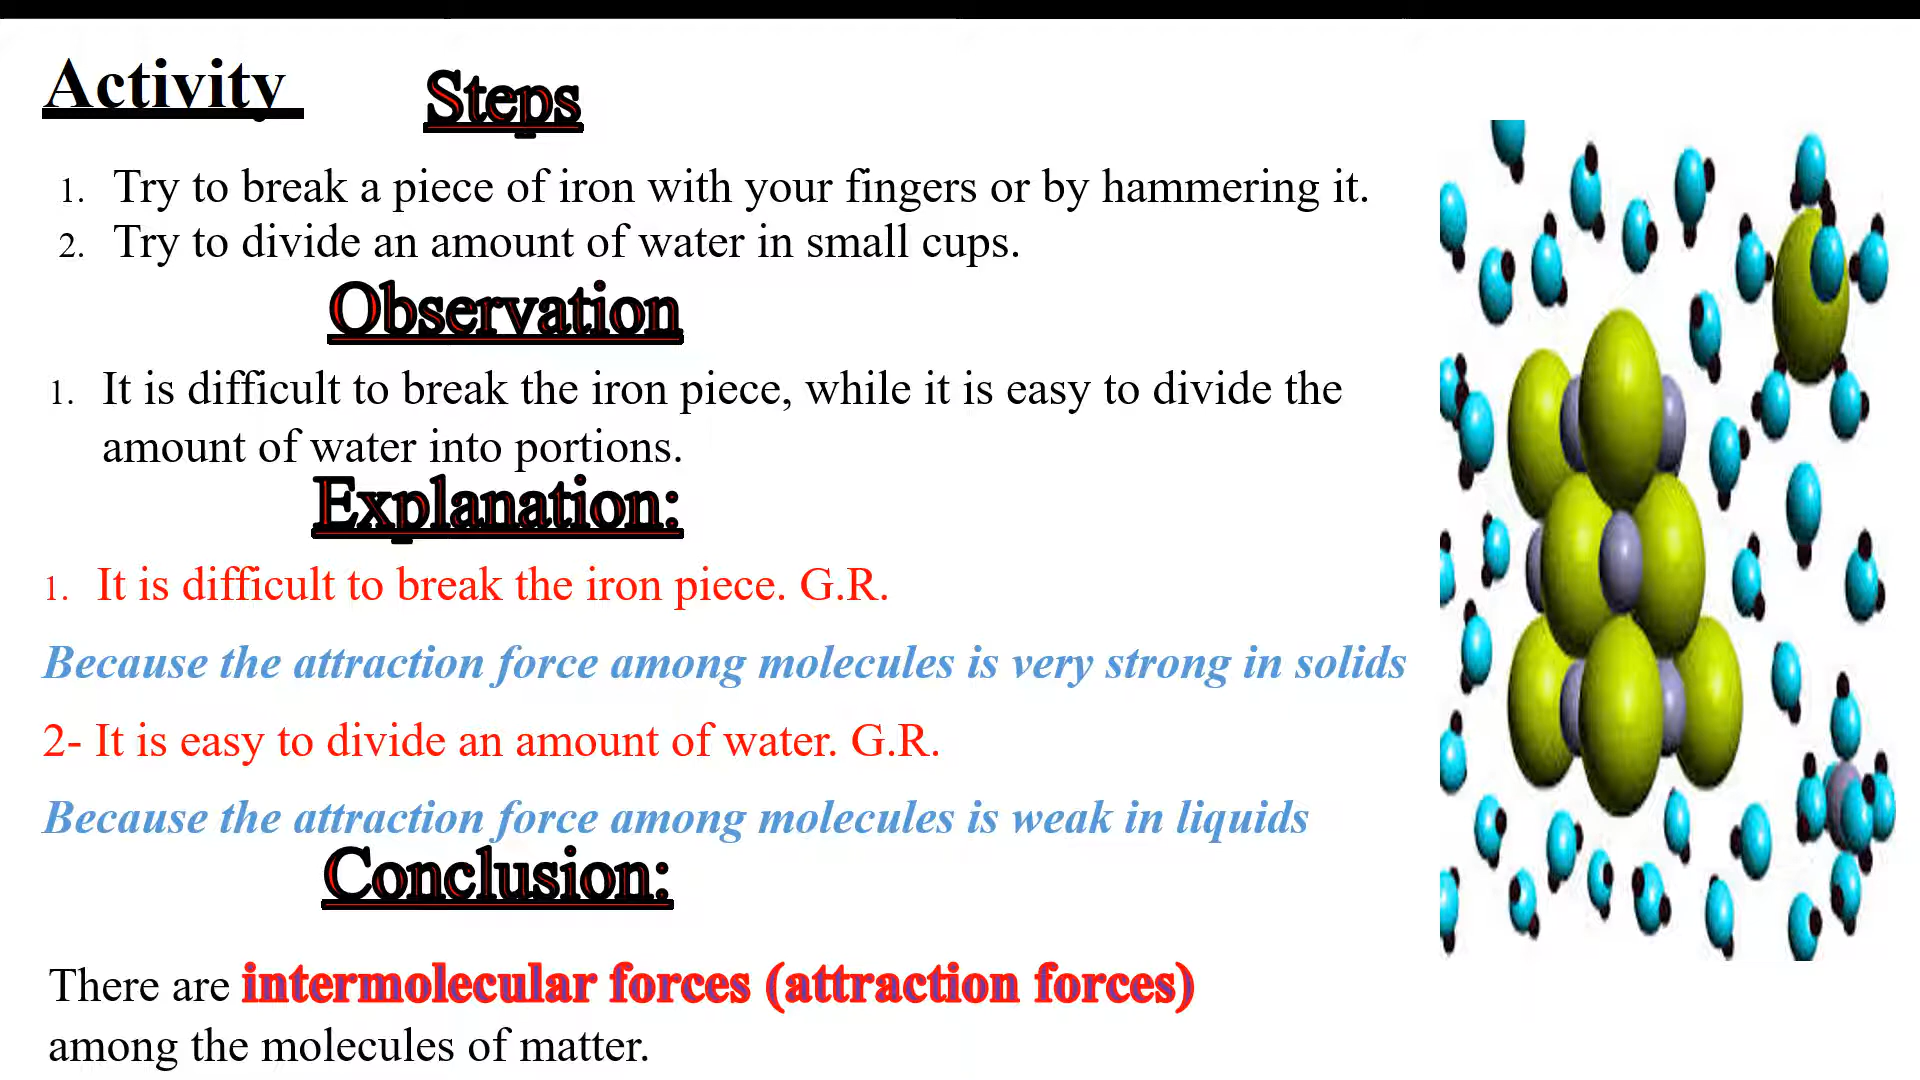 Activity
Steps
1. Try to break a piece of iron with your fingers or by hammering it.
2. Try to divide an amount of water in small cups.
Observation
1. It is difficult to break the iron piece, while it is easy to divide the
amount of water into portions.
Explanation:
1. It is difficult to break the iron piece. G.R.
Because the attraction force among molecules is very strong in solids
2- It is easy to divide an amount of water. G.R.
Because the attraction force among molecules is weak in liquids
Conclusion:
There are intermolecular forces (attraction forces)
among the molecules of matter.